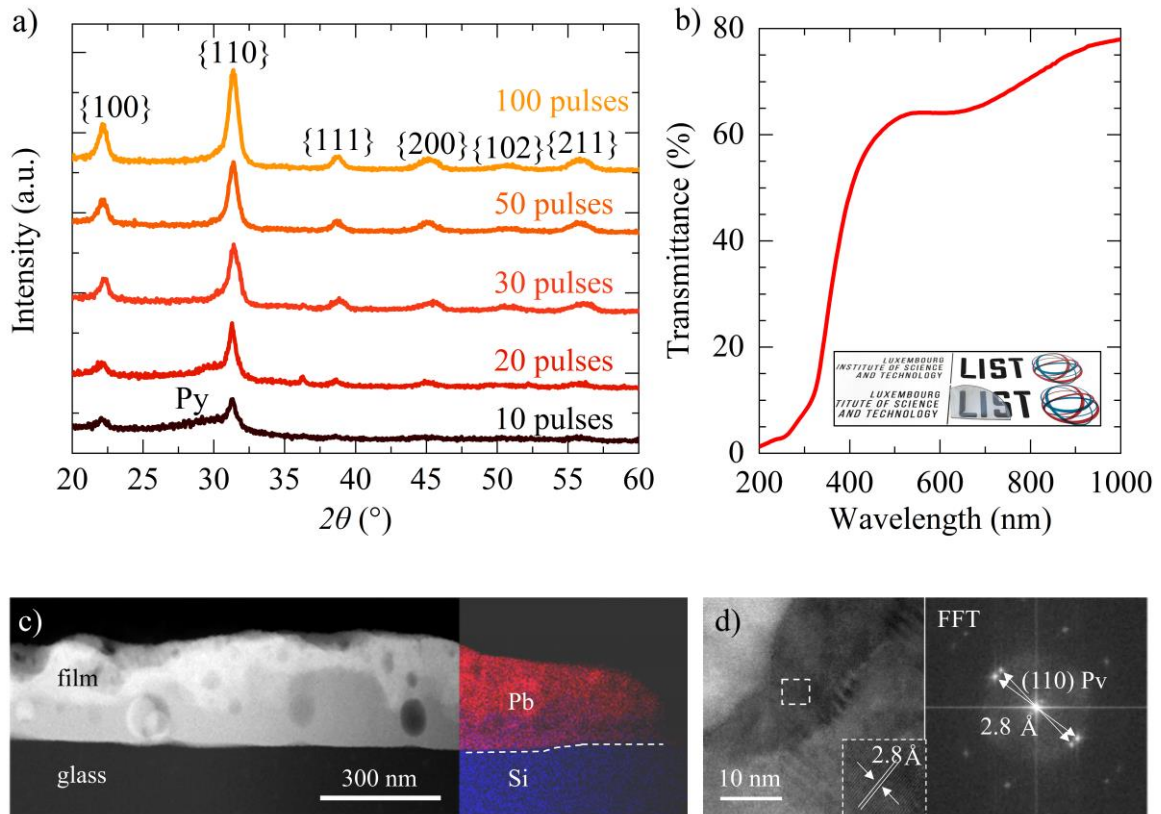 a)
{100}
{110}
{111}
{200}
{102}
{211}
100 pulses
50 pulses
30 pulses
20 pulses
Py
10 pulses
Intensity (a.u.)
20 25 30 35 40 45 50 55 60
2θ (°)
b)
80
60
40
20
0
Transmittance (%)
200 400 600 800 1000
Wavelength (nm)
LUXEMBOURG
INSTITUTE OF SCIENCE
AND TECHNOLOGY
LIST
LUXEMBOURG
TITUTE OF SCIENCE
AND TECHNOLOGY
LIST
c)
film
glass
300 nm
Pb
Si
d)
10 nm
2.8 Å
FFT
(110) Pv
2.8 Å